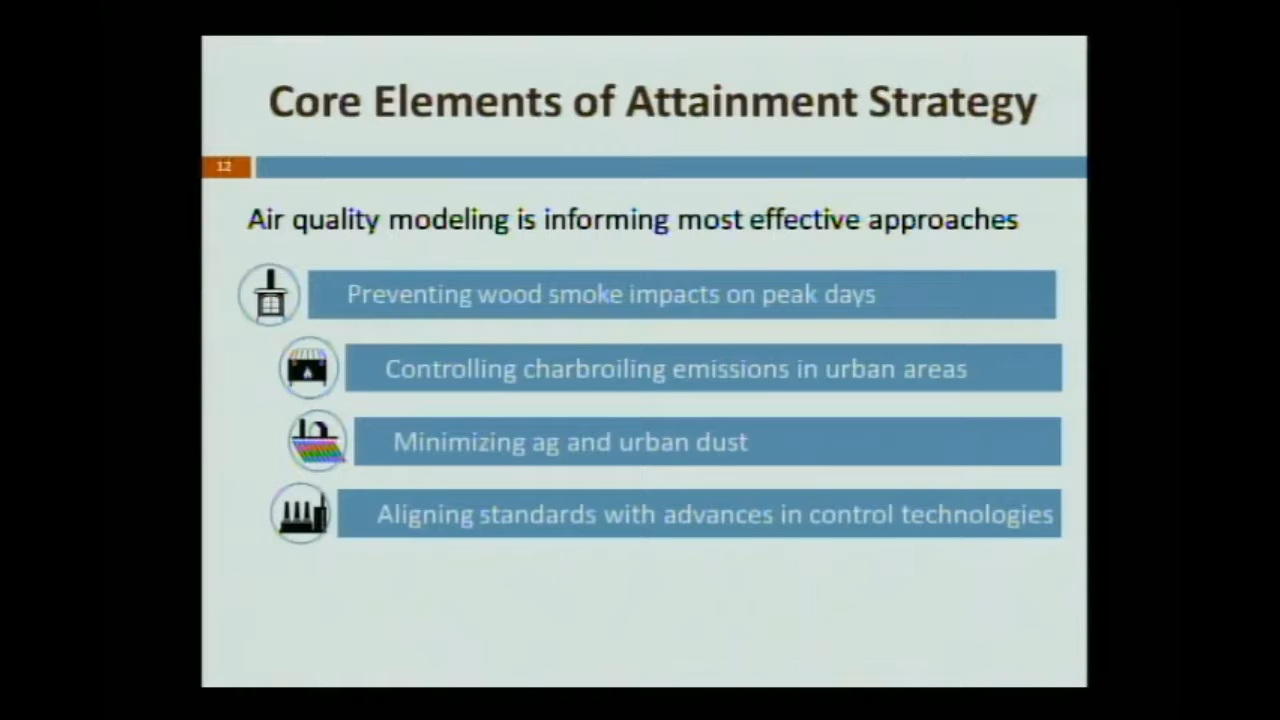 Core Elements of Attainment Strategy
12
Air quality modeling is informing most effective approaches
Preventing wood smoke impacts on peak days
Controlling charbroiling emissions in urban areas
Minimizing ag and urban dust
Aligning standards with advances in control technologies